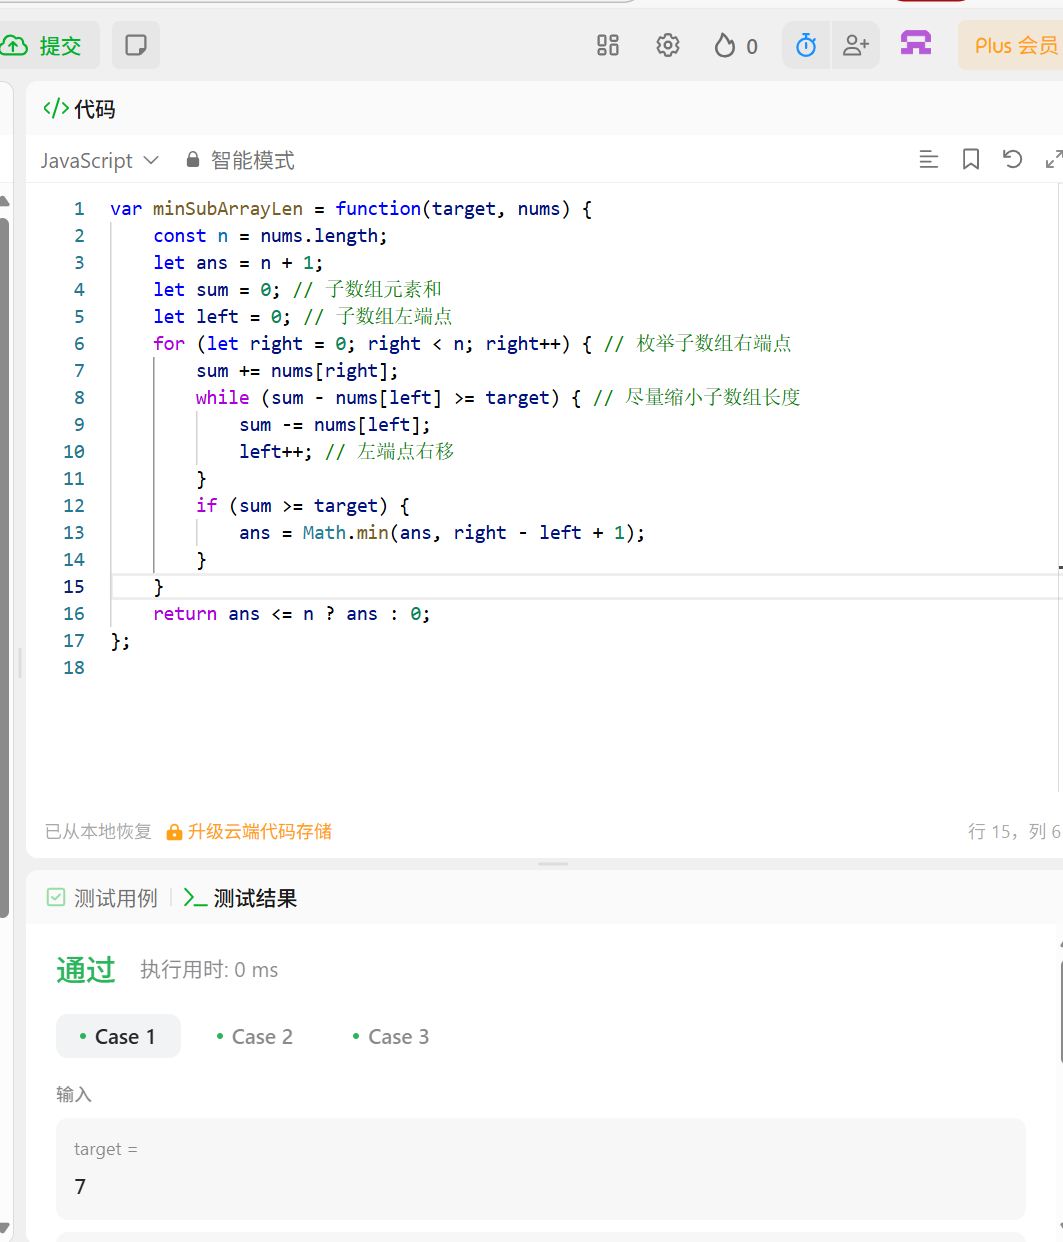 提交
0
Plus 会员
代码
JavaScript 智能模式
1 var minSubArrayLen = function(target, nums) {
2     const n = nums.length;
3     let ans = n + 1;
4     let sum = 0; // 子数组元素和
5     let left = 0; // 子数组左端点
6     for (let right = 0; right < n; right++) { // 枚举子数组右端点
7         sum += nums[right];
8         while (sum - nums[left] >= target) { // 尽量缩小子数组长度
9             sum -= nums[left];
10             left++; // 左端点右移
11         }
12         if (sum >= target) {
13             ans = Math.min(ans, right - left + 1);
14         }
15     }
16     return ans <= n ? ans : 0;
17 };
18
已从本地恢复 升级云端代码存储 行 15，列 6
测试用例 测试结果
通过 执行用时: 0 ms
Case 1 Case 2 Case 3
输入
target =
7